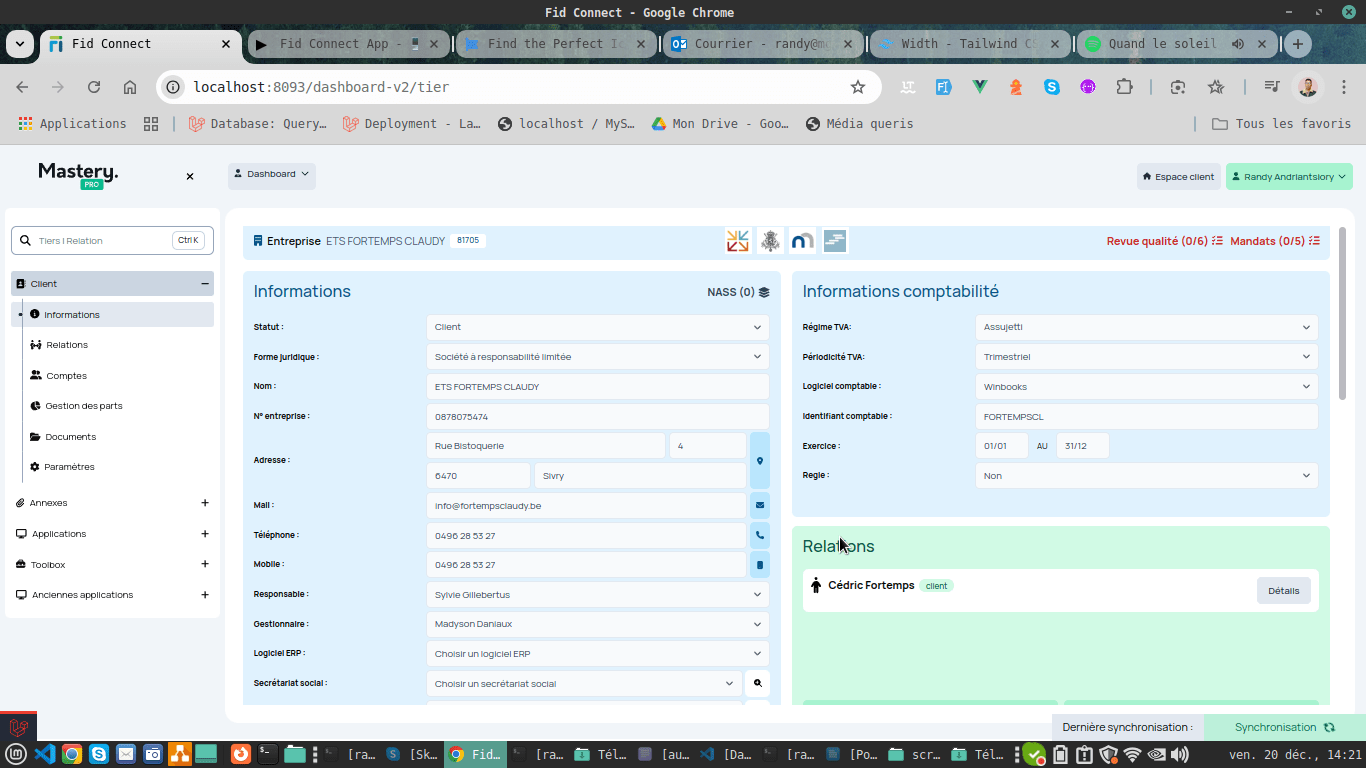 Fid Connect - Google Chrome
Fid Connect
Fid Connect App -
Find the Perfect Ic
Courrier - randy@m
Width - Tailwind CS
Quand le soleil
localhost:8093/dashboard-v2/tier
Applications
Database: Query…
Deployment - La…
localhost / MyS…
Mon Drive - Goo…
Média queris
Tous les favoris
Mastery.
PRO
Dashboard
Espace client
Randy Andriantsiory
Tiers | Relation
Ctrl K
Entreprise ETS FORTEMPS CLAUDY 81705
Revue qualité (0/6) Mandats (0/5)
Client
Informations
Relations
Comptes
Gestion des parts
Documents
Paramètres
Annexes
Applications
Toolbox
Anciennes applications
Informations
NASS (0)
Statut : Client
Forme juridique : Société à responsabilité limitée
Nom : ETS FORTEMPS CLAUDY
N° entreprise : 0878075474
Adresse : Rue Bistoquerie 4
6470 Sivry
Mail : info@fortempsclaudy.be
Téléphone : 0496 28 53 27
Mobile : 0496 28 53 27
Responsable : Sylvie Gillebertus
Gestionnaire : Madyson Daniaux
Logiciel ERP : Choisir un logiciel ERP
Secrétariat social : Choisir un secrétariat social
Informations comptabilité
Régime TVA: Assujetti
Périodicité TVA: Trimestriel
Logiciel comptable : Winbooks
Identifiant comptable : FORTEMPSCL
Exercice : 01/01 AU 31/12
Regie : Non
Relations
Cédric Fortemps client
Détails
Dernière synchronisation :
Synchronisation
[ra…
[Sk…
Fid…
[ra…
Tél…
[au…
[Da…
[ra…
[Po…
scr…
Tél…
ven. 20 déc., 14:21